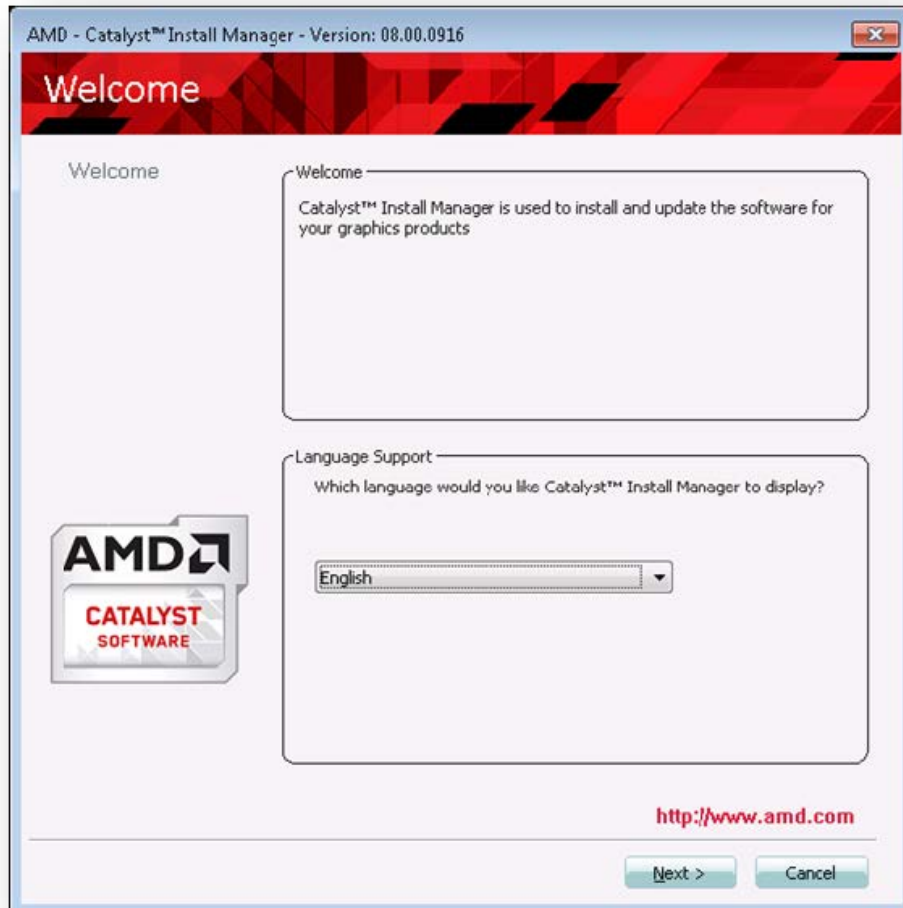 AMD - Catalyst™ Install Manager - Version: 08.00.0916
Welcome
Welcome
Welcome
Catalyst™ Install Manager is used to install and update the software for
your graphics products
Language Support
Which language would you like Catalyst™ Install Manager to display?
English
AMD
CATALYST
SOFTWARE
http://www.amd.com
Next >
Cancel